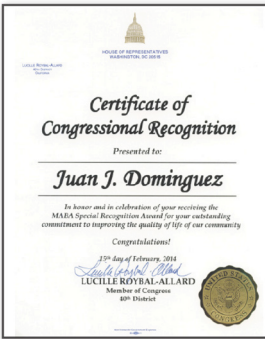 HOUSE OF REPRESENTATIVES
WASHINGTON, DC 20515
LUCILLE ROYBAL-ALLARD
Certificate of
Congressional Recognition
Presented to:
Juan J. Dominguez
In honor and in celebration of your receiving the
MABA Special Recognition Award for your outstanding
commitment to improving the quality of life of our community
Congratulations!
15th day of February, 2014
LUCILLE ROYBAL-ALLARD
Member of Congress
40th District